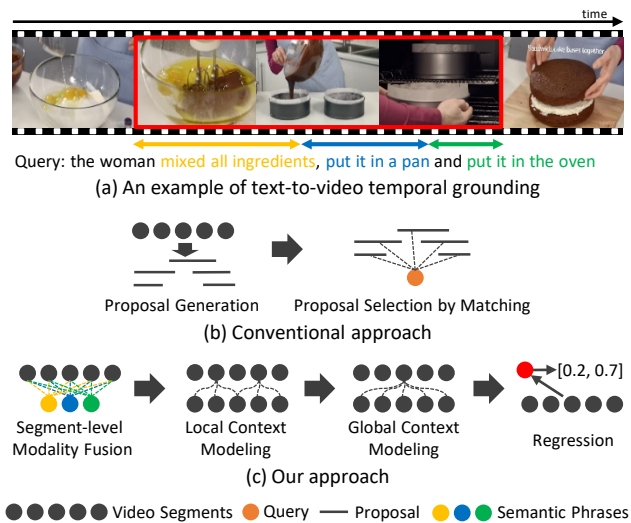 time
Query: the woman mixed all ingredients, put it in a pan and put it in the oven
(a) An example of text-to-video temporal grounding
Proposal Generation
Proposal Selection by Matching
(b) Conventional approach
[0.2, 0.7]
Segment-level
Modality Fusion
Local Context
Modeling
Global Context
Modeling
Regression
(c) Our approach
Video Segments
Query
Proposal
Semantic Phrases